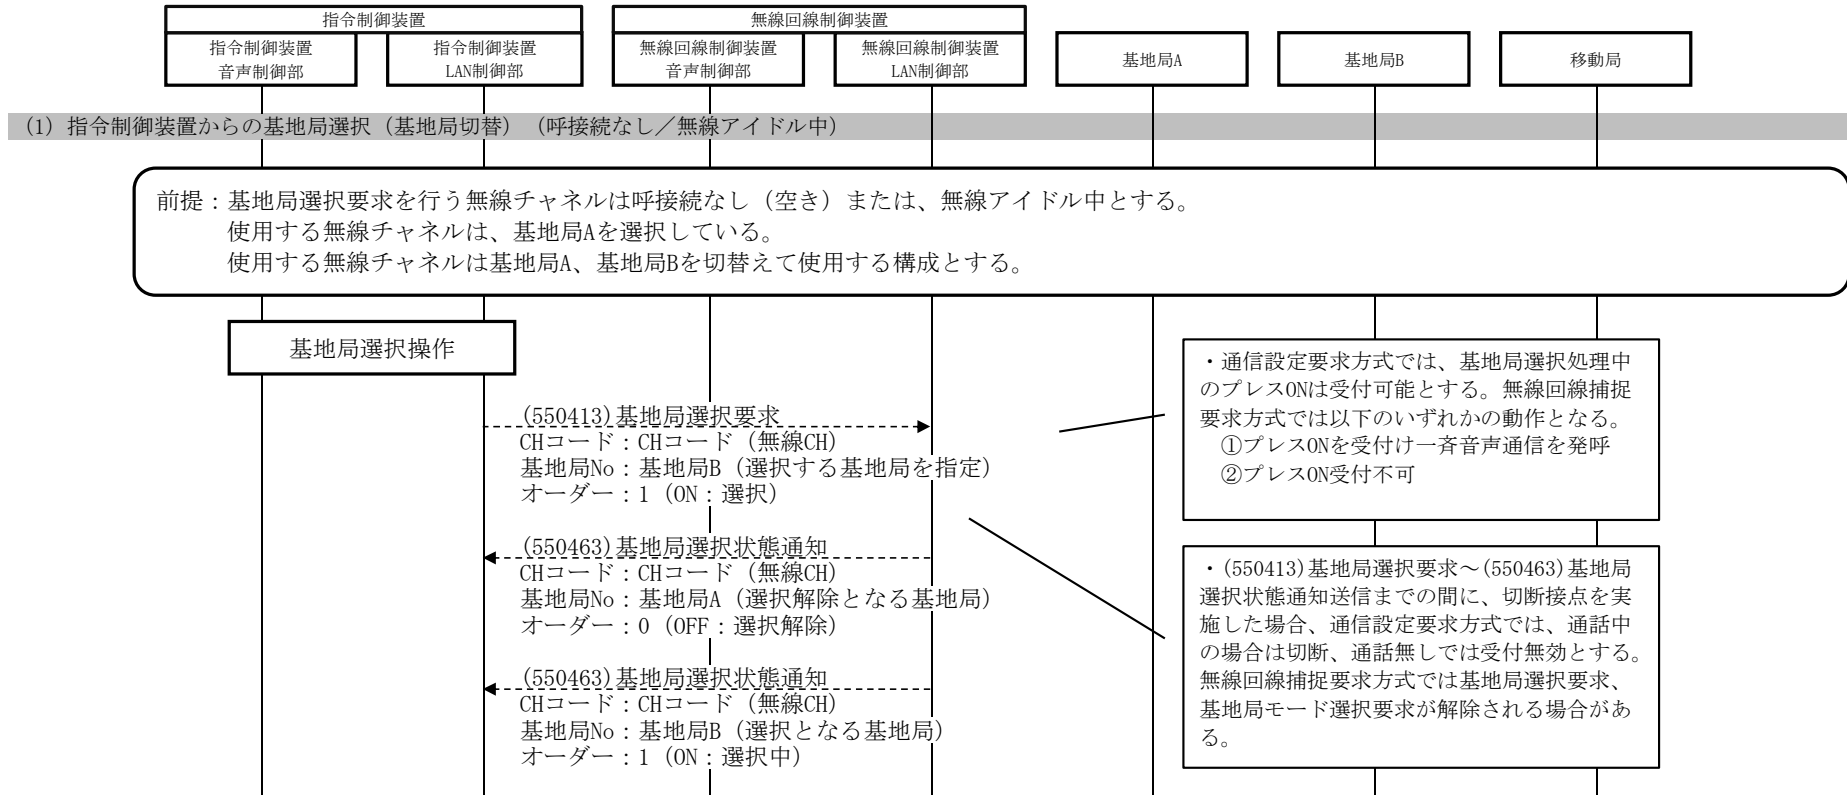 指令制御装置
無線回線制御装置
指令制御装置
音声制御部
指令制御装置
LAN制御部
無線回線制御装置
音声制御部
無線回線制御装置
LAN制御部
基地局A
基地局B
移動局
(1) 指令制御装置からの基地局選択（基地局切替）（呼接続なし／無線アイドル中）
前提：基地局選択要求を行う無線チャネルは呼接続なし（空き）または、無線アイドル中とする。
使用する無線チャネルは、基地局Aを選択している。
使用する無線チャネルは基地局A、基地局Bを切替えて使用する構成とする。
基地局選択操作
(550413)基地局選択要求
CHコード：CHコード（無線CH）
基地局No：基地局B（選択する基地局を指定）
オーダー：1（ON：選択）
(550463)基地局選択状態通知
CHコード：CHコード（無線CH）
基地局No：基地局A（選択解除となる基地局）
オーダー：0（OFF：選択解除）
(550463)基地局選択状態通知
CHコード：CHコード（無線CH）
基地局No：基地局B（選択となる基地局）
オーダー：1（ON：選択中）
・通信設定要求方式では、基地局選択処理中
のプレスONは受付可能とする。無線回線捕捉
要求方式では以下のいずれかの動作となる。
①プレスONを受付け一斉音声通信を発呼
②プレスON受付不可
・(550413)基地局選択要求～(550463)基地局
選択状態通知送信までの間に、切断接点を実
施した場合、通信設定要求方式では、通話中
の場合は切断、通話無しでは受付無効とする。
無線回線捕捉要求方式では基地局選択要求、
基地局モード選択要求が解除される場合があ
る。